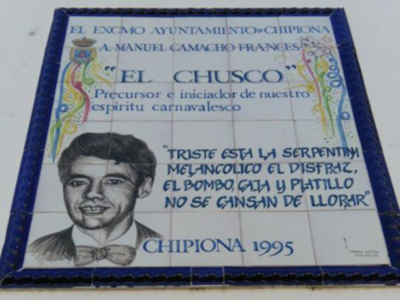 EL EXCMO AYUNTAMIENTO DE CHIPIONA
A MANUEL CAMACHO FRANCES
"EL CHUSCO"
Precursor e iniciador de nuestro
espiritu carnavalesco
"TRISTE ESTA LA SERPENTINA
MELANCOLICO EL DISFRAZ,
EL BOMBO, CAJA Y PLATILLO
NO SE CANSAN DE LLORAR"
CHIPIONA 1995